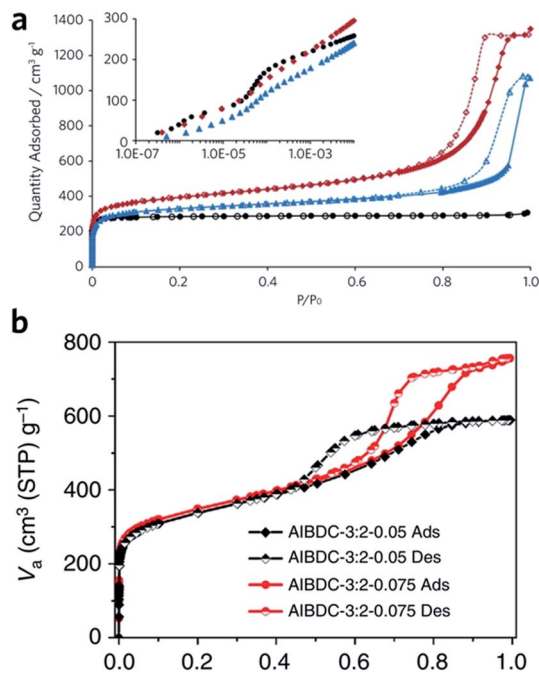 a
1400
1200
1000
800
600
400
200
0
Quantity Adsorbed / cm³ g⁻¹
300
200
100
0
1.0E-07
1.0E-05
1.0E-03
0
0.2
0.4
0.6
0.8
1.0
P/P₀
b
800
600
400
200
0
Vₐ (cm³ (STP) g⁻¹)
AlBDC-3:2-0.05 Ads
AlBDC-3:2-0.05 Des
AlBDC-3:2-0.075 Ads
AlBDC-3:2-0.075 Des
0.0
0.2
0.4
0.6
0.8
1.0